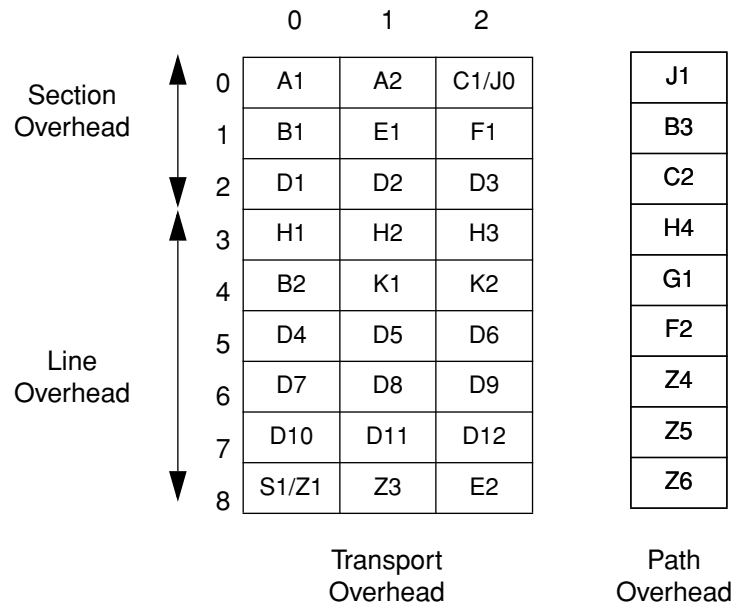 0 1 2
Section
Overhead
0 A1 A2 C1/J0 J1
1 B1 E1 F1 B3
2 D1 D2 D3 C2
3 H1 H2 H3 H4
4 B2 K1 K2 G1
Line
Overhead
5 D4 D5 D6 F2
6 D7 D8 D9 Z4
7 D10 D11 D12 Z5
8 S1/Z1 Z3 E2 Z6
Transport
Overhead
Path
Overhead